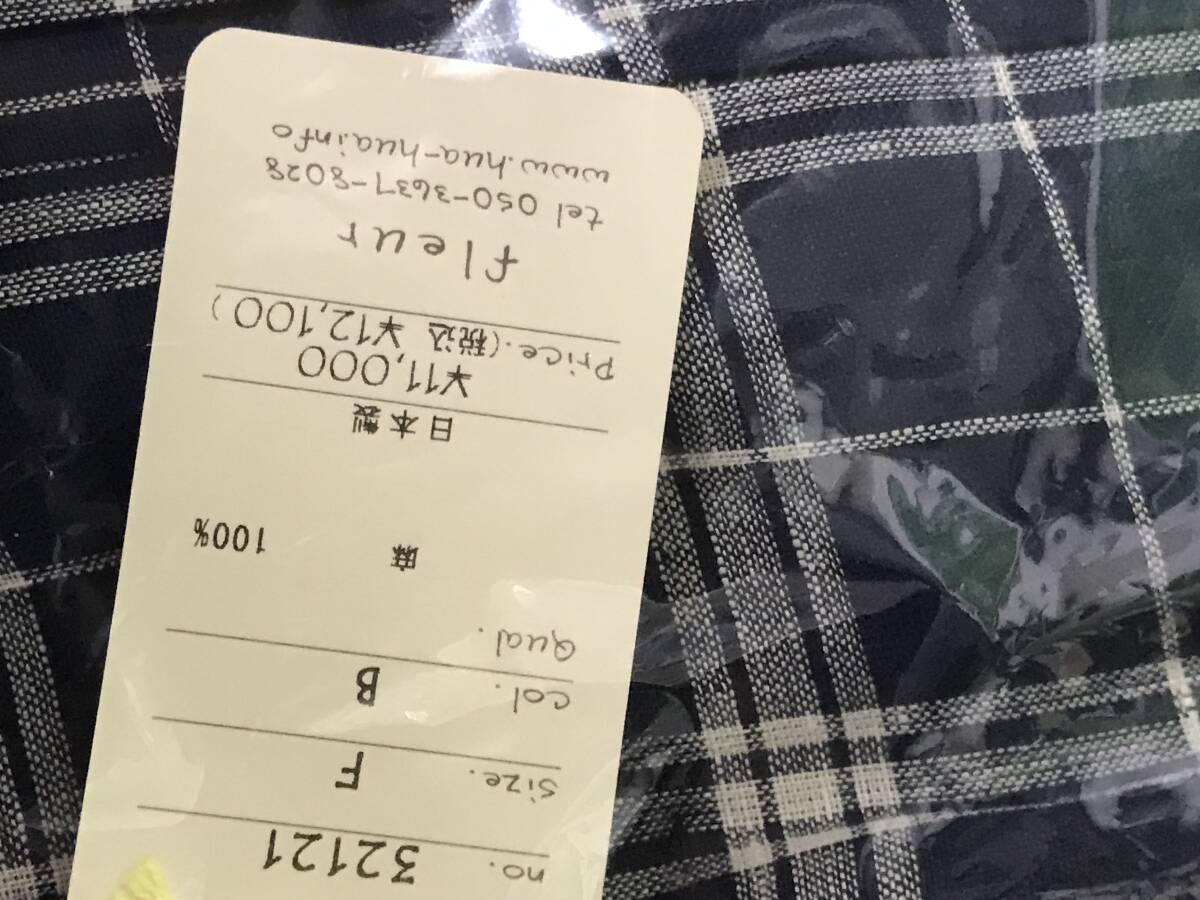 no. 32121
size. F
col. B
Qual.
麻 100%
日本製
¥11,000
Price.(税込 ¥12,100)
fleur
tel 050-3637-8028
www.hua-hua.info